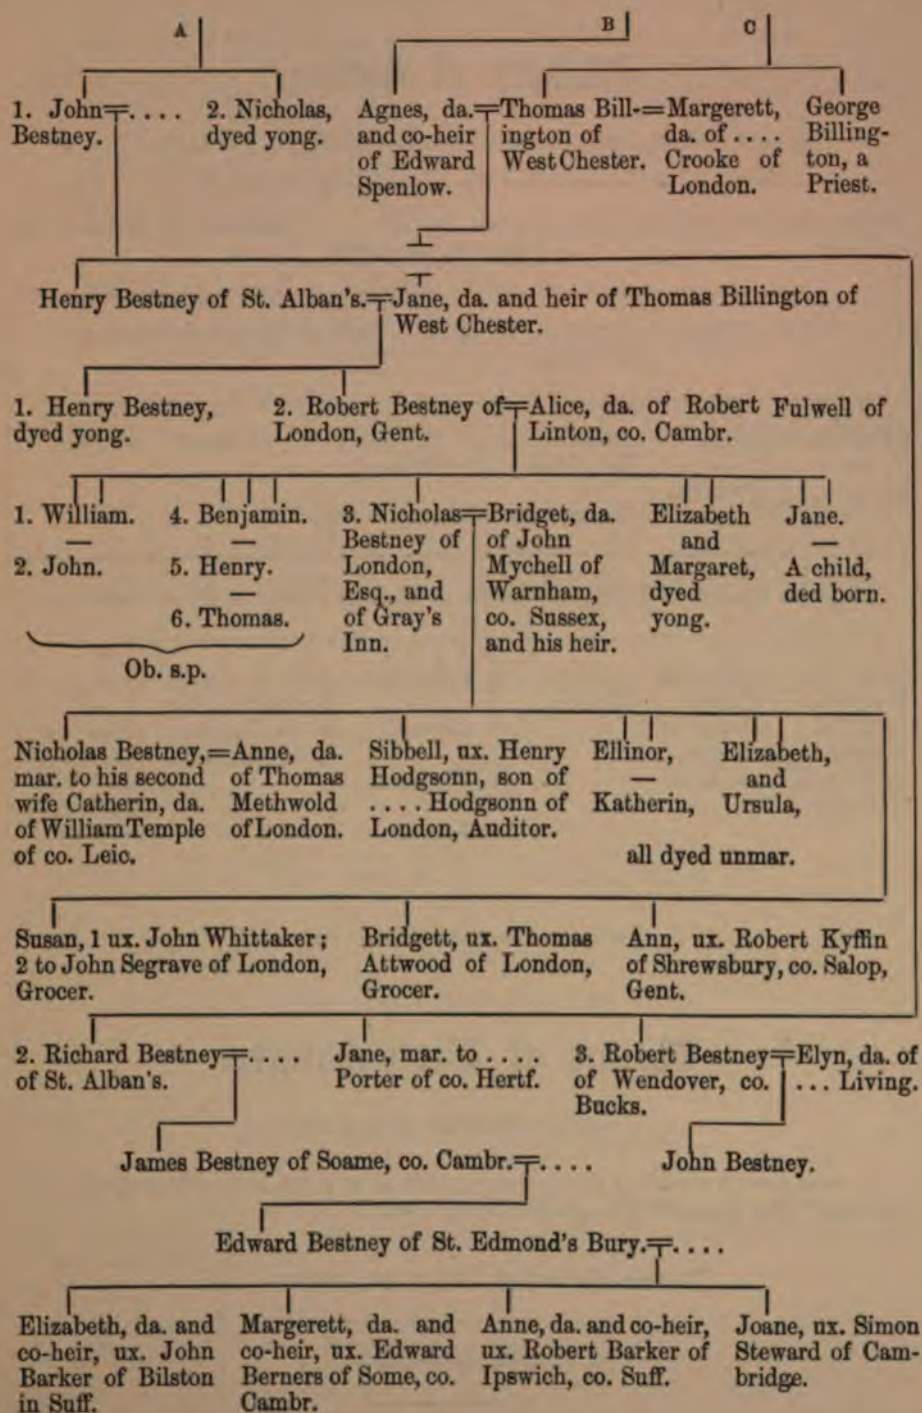 A B C
1. John=.... 2. Nicholas, Agnes, da.=Thomas Bill-=Margerett, George
Bestney. dyed yong. and co-heir ington of da. of .... Billing-
of Edward West Chester. Crooke of ton, a
Spenlow. London. Priest.
Henry Bestney of St. Alban's.=Jane, da. and heir of Thomas Billington of
West Chester.
1. Henry Bestney, 2. Robert Bestney of=Alice, da. of Robert Fulwell of
dyed yong. London, Gent. Linton, co. Cambr.
1. William. 4. Benjamin. 3. Nicholas=Bridget, da. Elizabeth Jane.
— — Bestney of of John and —
2. John. 5. Henry. London, Mychell of Margaret, A child,
— Esq., and Warnham, dyed ded born.
6. Thomas. of Gray's co. Sussex, yong.
Inn. and his heir.
Ob. s.p.
Nicholas Bestney,=Anne, da. Sibbell, ux. Henry Ellinor, Elizabeth,
mar. to his second of Thomas Hodgsonn, son of — and
wife Catherin, da. Methwold .... Hodgsonn of Katherin, Ursula,
of William Temple of London. London, Auditor.
of co. Leic. all dyed unmar.
Susan, 1 ux. John Whittaker; Bridgett, ux. Thomas Ann, ux. Robert Kyffin
2 to John Segrave of London, Attwood of London, of Shrewsbury, co. Salop,
Grocer. Grocer. Gent.
2. Richard Bestney=.... Jane, mar. to .... 3. Robert Bestney=Elyn, da. of
of St. Alban's. Porter of co. Hertf. of Wendover, co. ... Living.
Bucks.
James Bestney of Soame, co. Cambr.=.... John Bestney.
Edward Bestney of St. Edmond's Bury.=....
Elizabeth, da. and Margerett, da. and Anne, da. and co-heir, Joane, ux. Simon
co-heir, ux. John co-heir, ux. Edward ux. Robert Barker of Steward of Cam-
Barker of Bilston Berners of Some, co. Ipswich, co. Suff. bridge.
in Suff. Cambr.